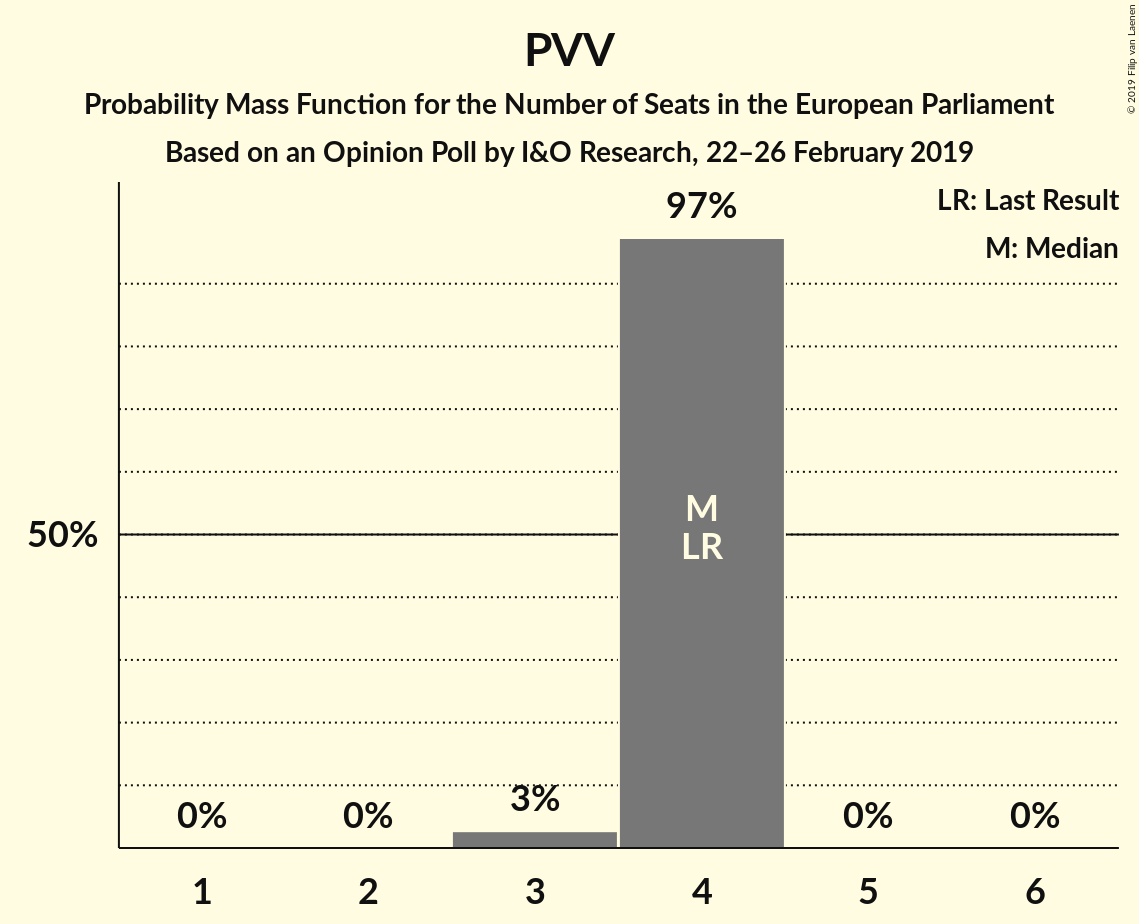 PVV
Probability Mass Function for the Number of Seats in the European Parliament
Based on an Opinion Poll by I&O Research, 22–26 February 2019
© 2019 Filip van Laenen
LR: Last Result
M: Median
97%
M
LR
50%
0% 0% 3% 0% 0%
1 2 3 4 5 6